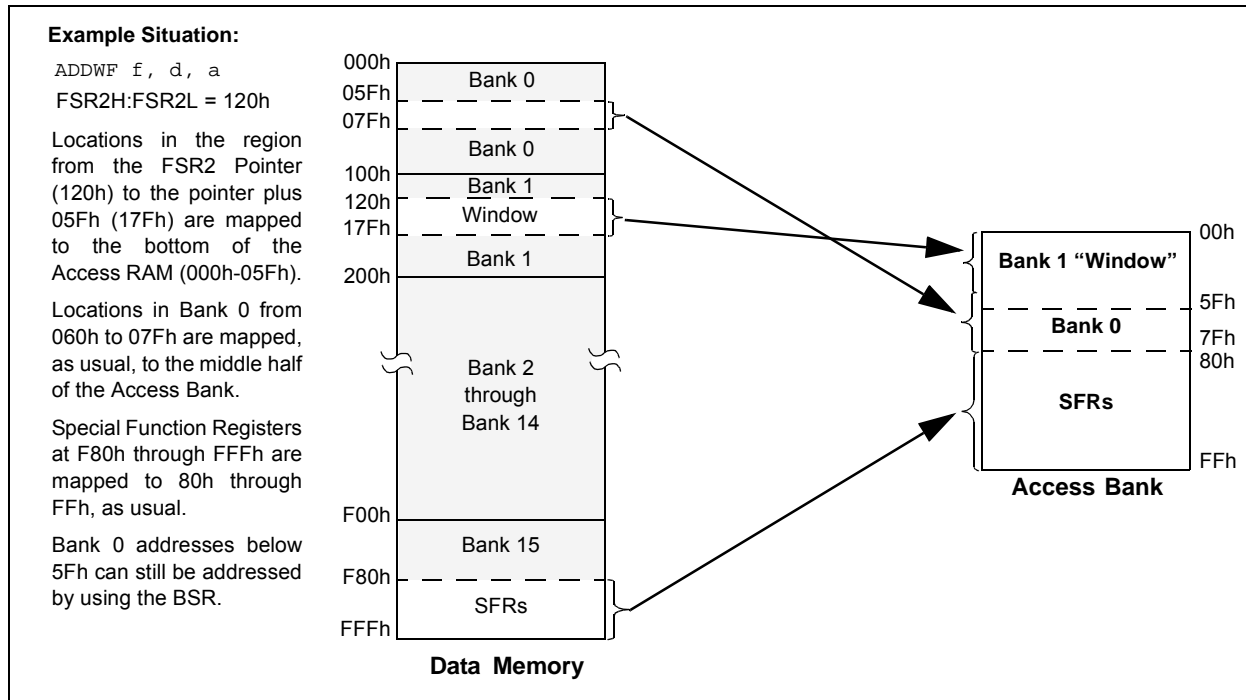 Example Situation:
ADDWF f, d, a
FSR2H:FSR2L = 120h
Locations in the region
from the FSR2 Pointer
(120h) to the pointer plus
05Fh (17Fh) are mapped
to the bottom of the
Access RAM (000h-05Fh).
Locations in Bank 0 from
060h to 07Fh are mapped,
as usual, to the middle half
of the Access Bank.
Special Function Registers
at F80h through FFFh are
mapped to 80h through
FFh, as usual.
Bank 0 addresses below
5Fh can still be addressed
by using the BSR.
000h
Bank 0
05Fh
07Fh
Bank 0
100h
Bank 1
120h
Window
17Fh
Bank 1
200h
Bank 2
through
Bank 14
F00h
Bank 15
F80h
SFRs
FFFh
Data Memory
00h
Bank 1 “Window”
5Fh
Bank 0
7Fh
80h
SFRs
FFh
Access Bank